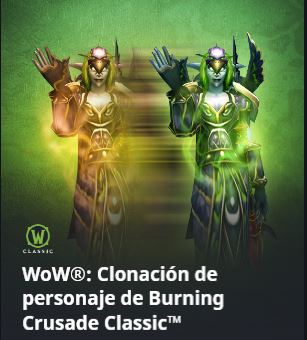 W
CLASSIC
WoW®: Clonación de
personaje de Burning
Crusade Classic™